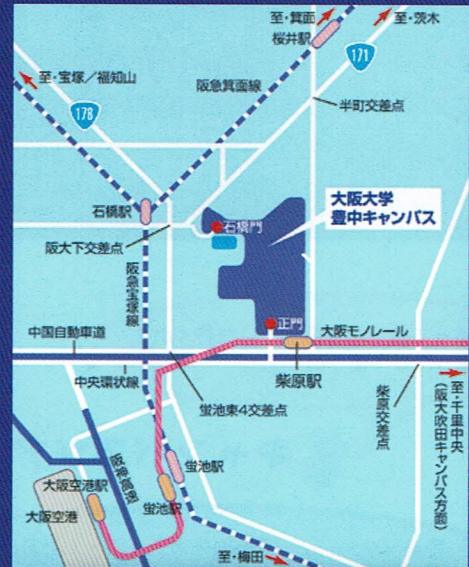 至・箕面
至・茨木
桜井駅
171
至・宝塚／福知山
阪急箕面線
半町交差点
178
石橋駅
大阪大学
豊中キャンパス
石橋門
阪大下交差点
阪急宝塚線
正門
大阪モノレール
中国自動車道
柴原駅
中央環状線
柴原交差点
至・千里中央
(阪大吹田キャンパス方面)
蛍池東4交差点
阪神高速
蛍池駅
大阪空港駅
蛍池駅
大阪空港
至・梅田